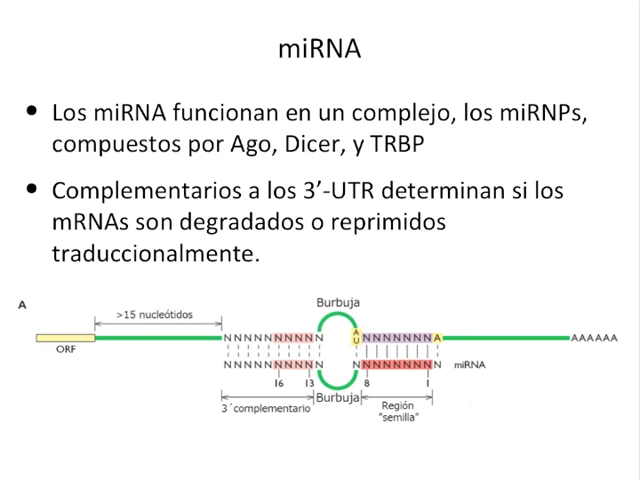 miRNA
• Los miRNA funcionan en un complejo, los miRNPs,
compuestos por Ago, Dicer, y TRBP
• Complementarios a los 3’-UTR determinan si los
mRNAs son degradados o reprimidos
traduccionalmente.
A
Burbuja
>15 nucleótidos
A
U
NNNNNNNNNN
NNNNNNNA
AAAAAA
ORF
NNNNNNNNNN
NNNNNNNNN
miRNA
16
13
8
1
3´complementario
Burbuja
Región
"semilla"